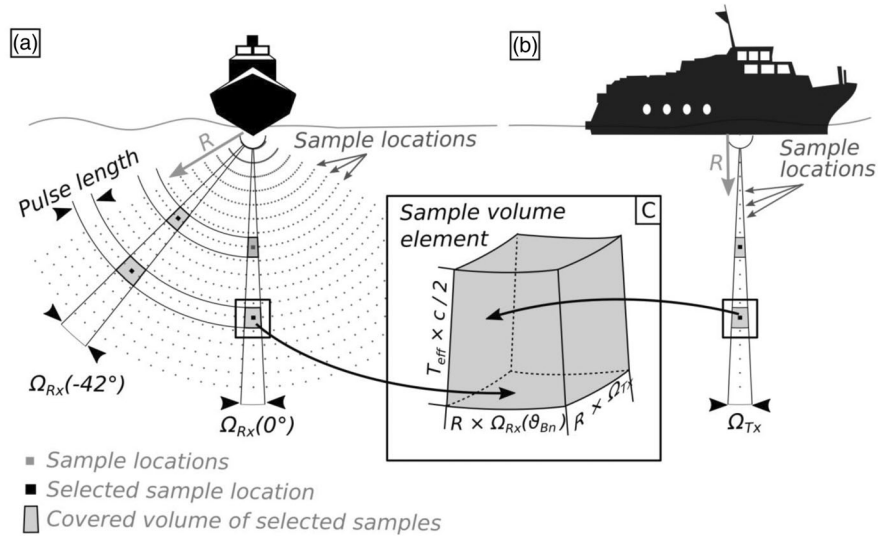 (a)
(b)
R
Sample locations
Pulse length
R
Sample
locations
Sample volume
element
C
T_eff × c / 2
R × Ω_Rx(ϑ_Bn)
R × Ω_Tx
Ω_Rx(-42°)
Ω_Rx(0°)
Ω_Tx
Sample locations
Selected sample location
Covered volume of selected samples